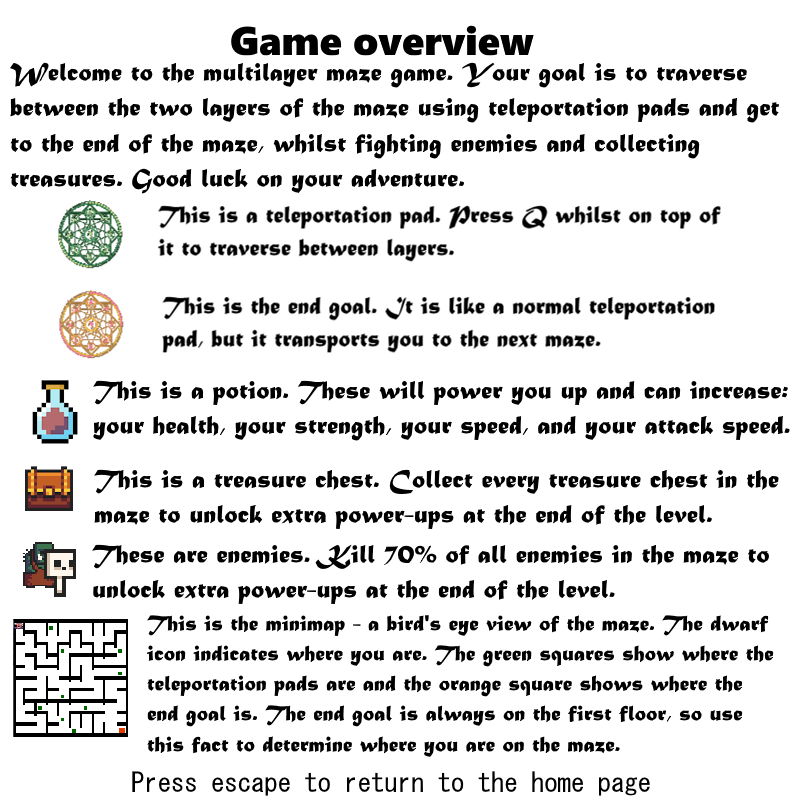 Game overview
Welcome to the multilayer maze game. Your goal is to traverse
between the two layers of the maze using teleportation pads and get
to the end of the maze, whilst fighting enemies and collecting
treasures. Good luck on your adventure.
This is a teleportation pad. Press Q whilst on top of
it to traverse between layers.
This is the end goal. It is like a normal teleportation
pad, but it transports you to the next maze.
This is a potion. These will power you up and can increase:
your health, your strength, your speed, and your attack speed.
This is a treasure chest. Collect every treasure chest in the
maze to unlock extra power-ups at the end of the level.
These are enemies. Kill 70% of all enemies in the maze to
unlock extra power-ups at the end of the level.
This is the minimap - a bird's eye view of the maze. The dwarf
icon indicates where you are. The green squares show where the
teleportation pads are and the orange square shows where the
end goal is. The end goal is always on the first floor, so use
this fact to determine where you are on the maze.
Press escape to return to the home page